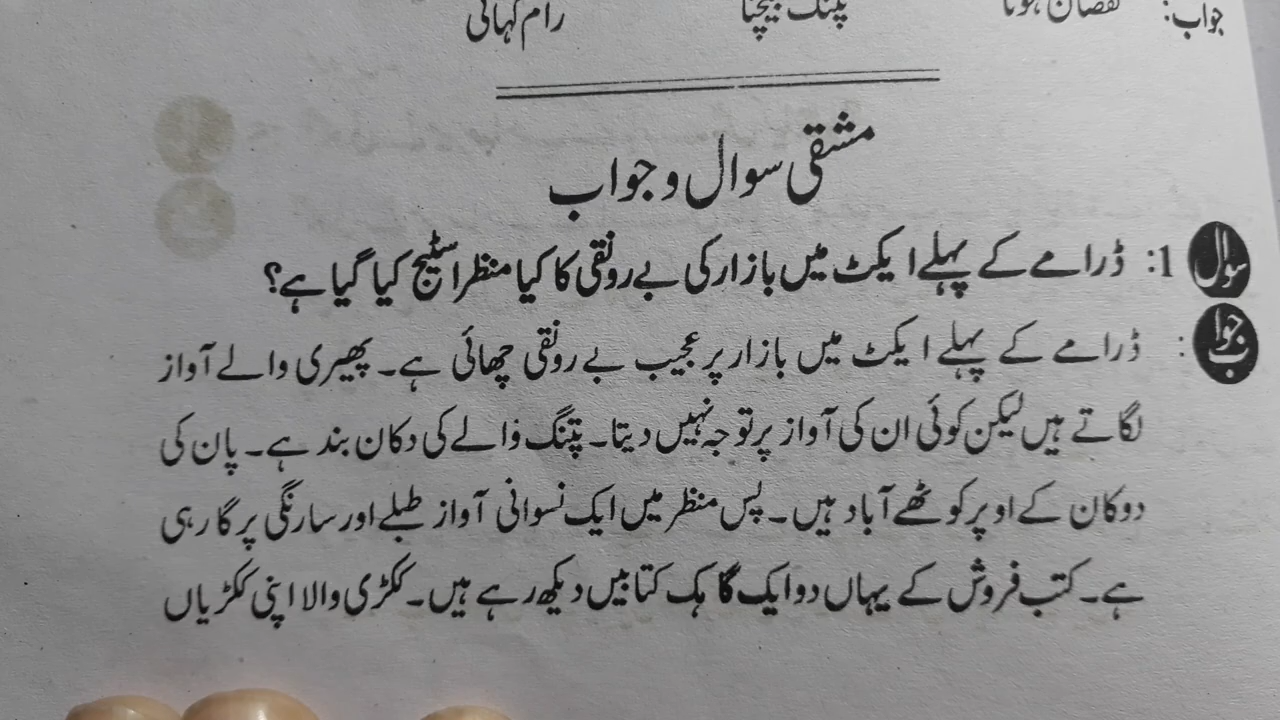 جواب: نقصان ہونا پتنگ بیچنا رام کہانی
مشقی سوال و جواب
سوال 1: ڈرامے کے پہلے ایکٹ میں بازار کی بے رونقی کا کیا منظر اسٹیج کیا گیا ہے؟
جواب : ڈرامے کے پہلے ایکٹ میں بازار پر عجیب بے رونقی چھائی ہے۔ پھیری والے آواز
لگاتے ہیں لیکن کوئی ان کی آواز پر توجہ نہیں دیتا۔ پتنگ والے کی دکان بند ہے۔ پان کی
دوکان کے اوپر کوٹھے آباد ہیں۔ پس منظر میں ایک نسوانی آواز طبلے اور سارنگی پر گا رہی
ہے۔ کتب فروش کے یہاں دو ایک گاہک کتابیں دیکھ رہے ہیں۔ ککڑی والا اپنی ککڑیاں